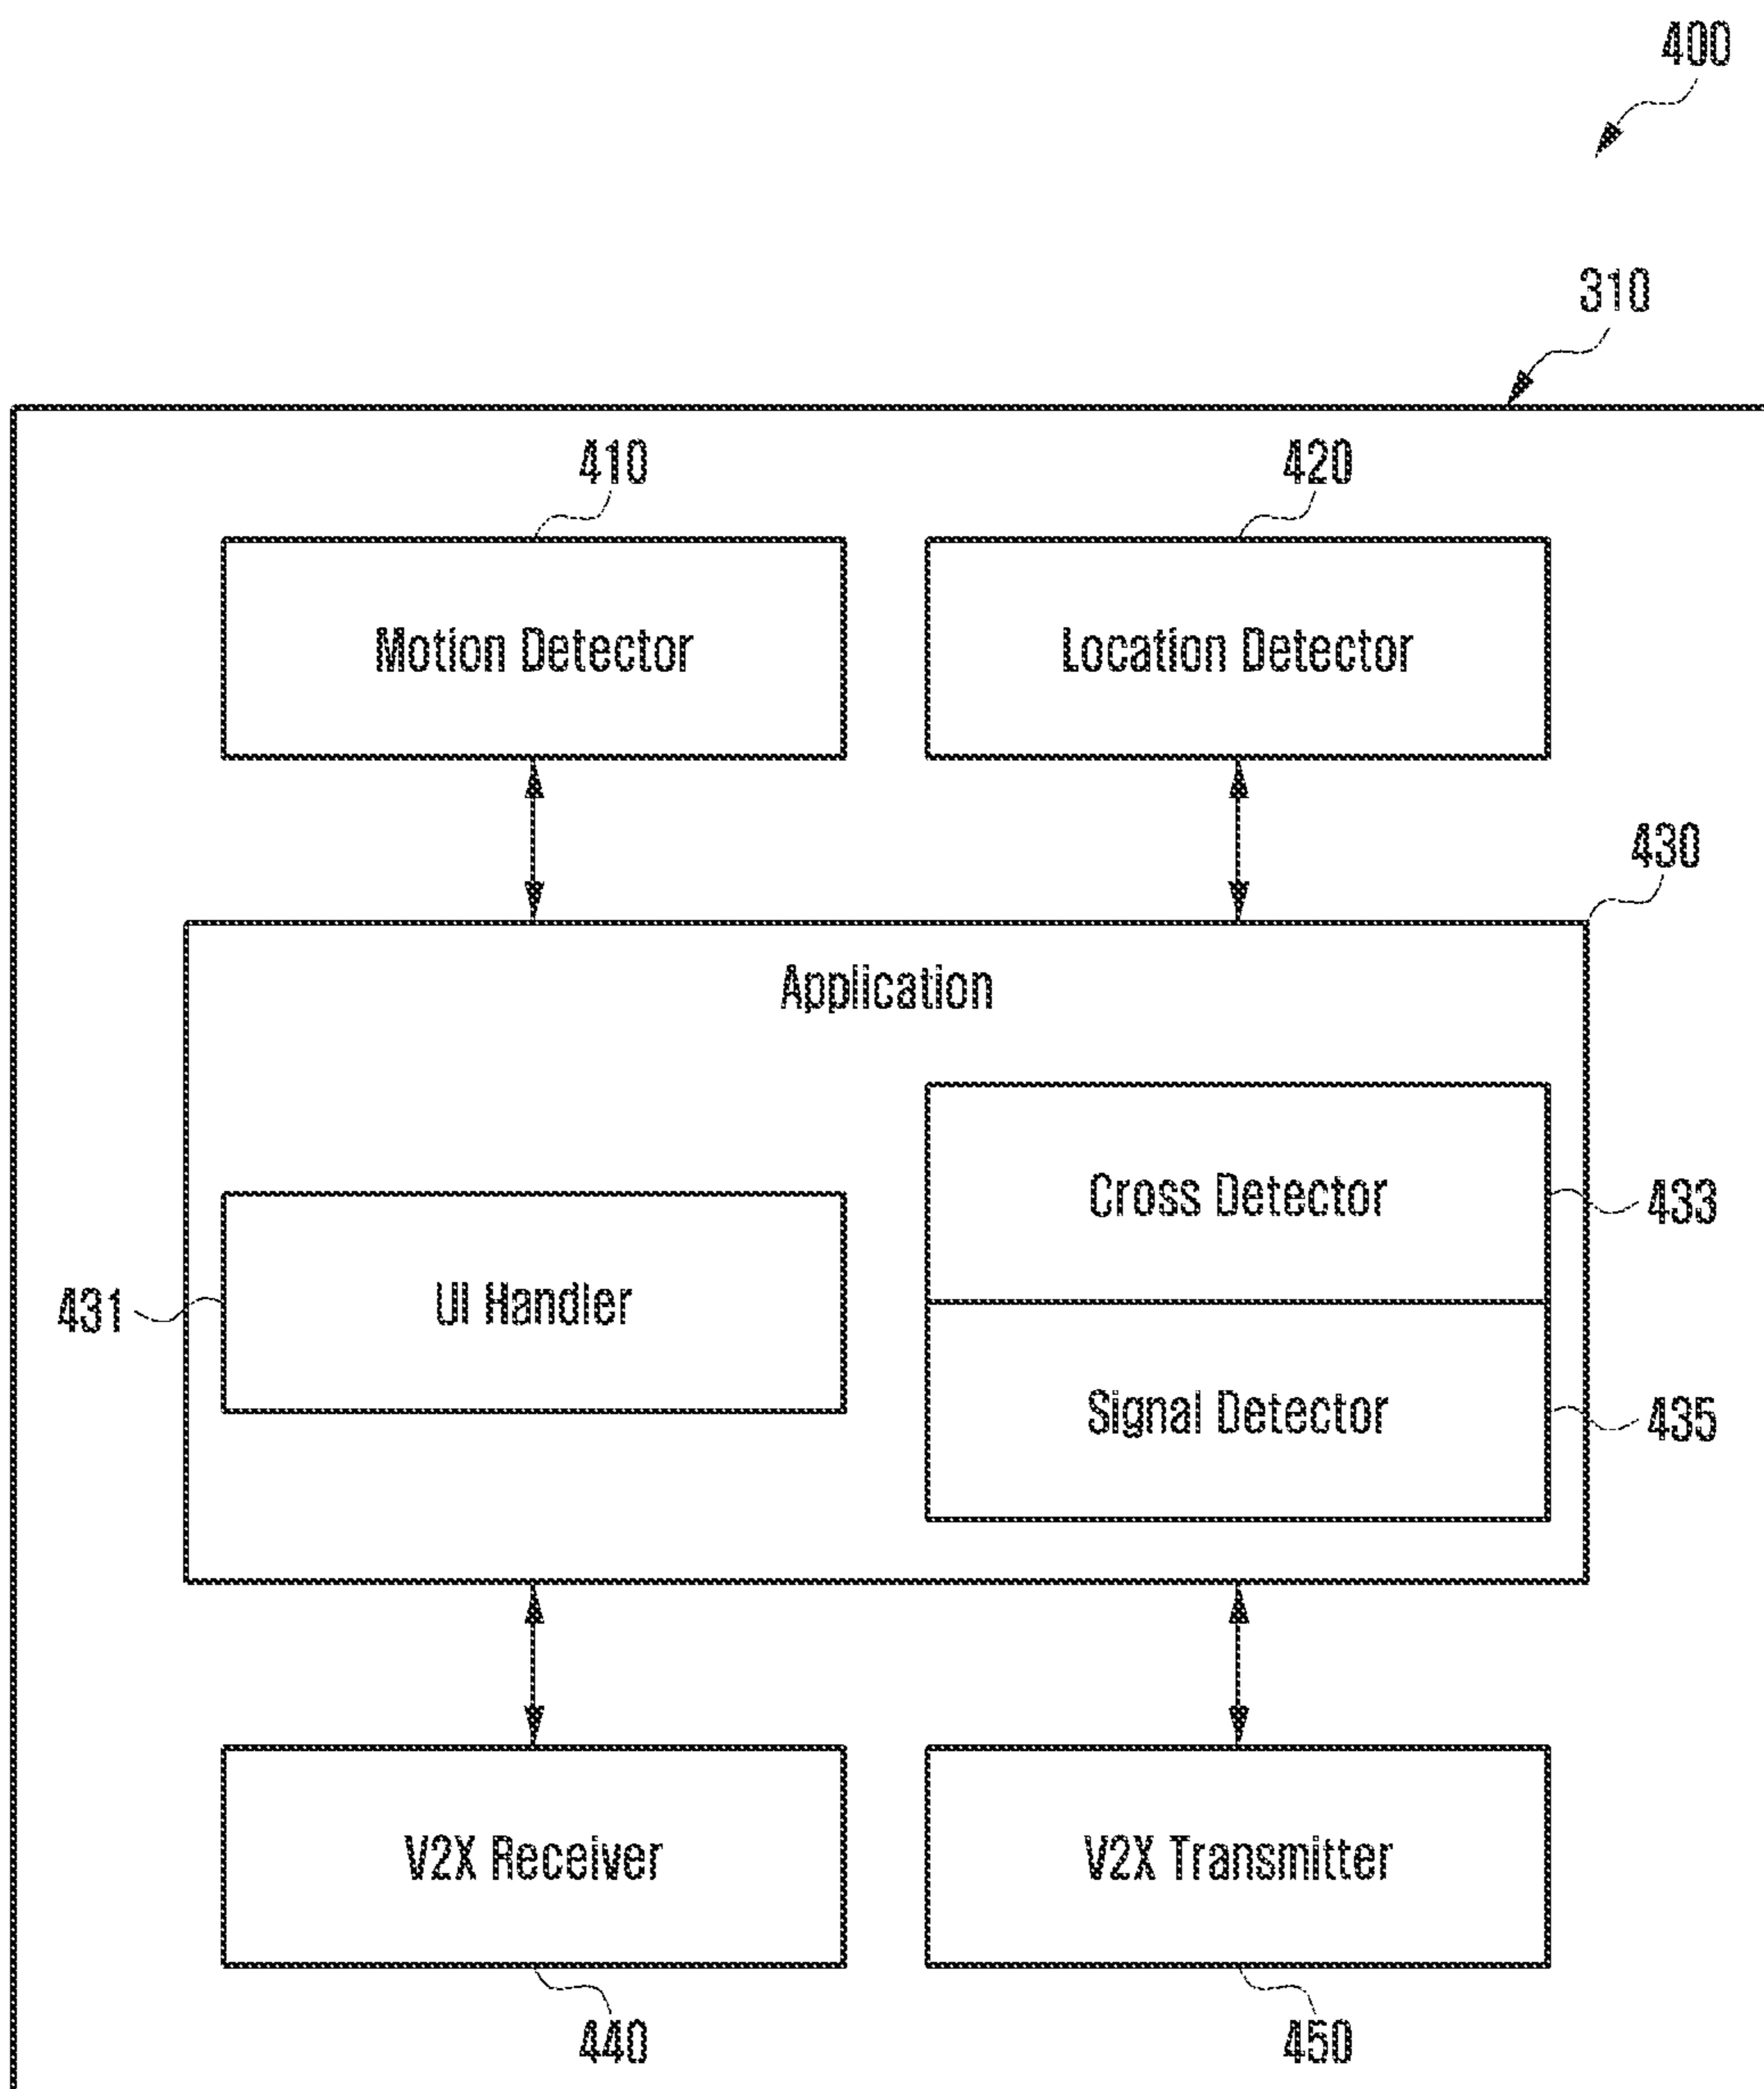 400
310
410
420
Motion Detector
Location Detector
430
Application
Cross Detector
433
UI Handler
431
Signal Detector
435
V2X Receiver
V2X Transmitter
440
450